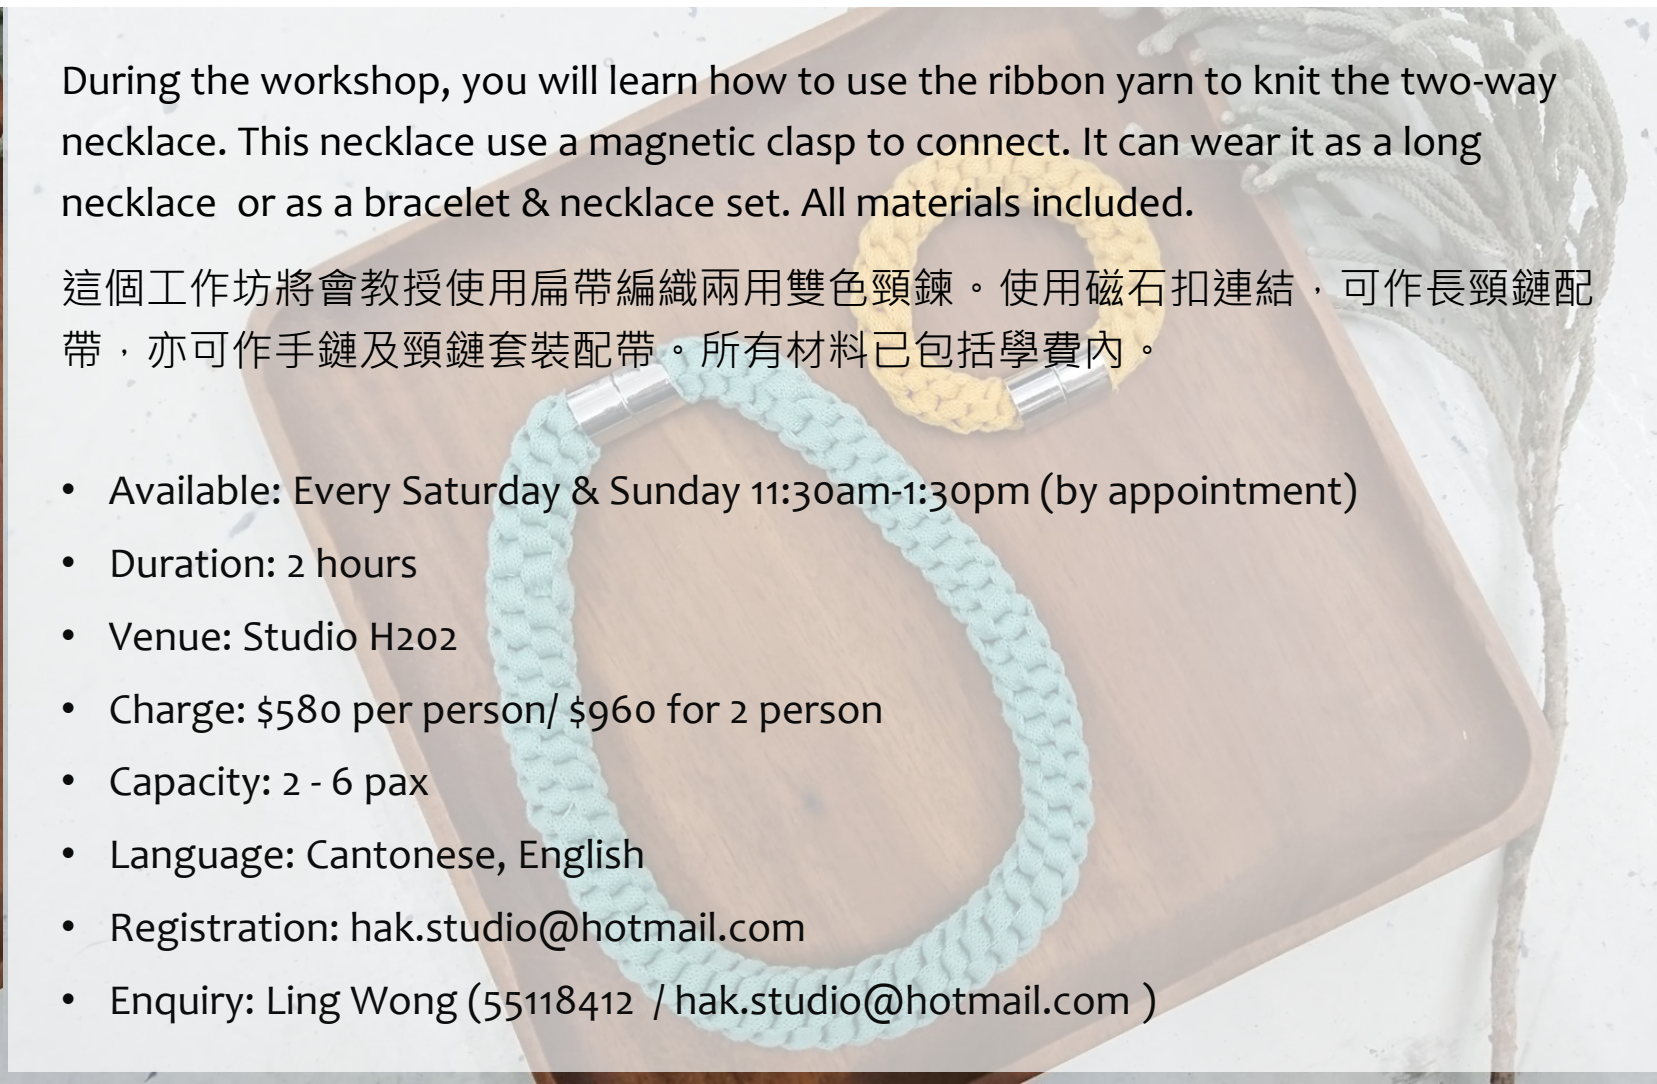 During the workshop, you will learn how to use the ribbon yarn to knit the two-way
necklace. This necklace use a magnetic clasp to connect. It can wear it as a long
necklace  or as a bracelet & necklace set. All materials included.
這個工作坊將會教授使用扁帶編織兩用雙色頸鍊。使用磁石扣連結，可作長頸鏈配
帶，亦可作手鏈及頸鏈套裝配帶。所有材料已包括學費內。
• Available: Every Saturday & Sunday 11:30am-1:30pm (by appointment)
• Duration: 2 hours
• Venue: Studio H202
• Charge: $580 per person/ $960 for 2 person
• Capacity: 2 - 6 pax
• Language: Cantonese, English
• Registration: hak.studio@hotmail.com
• Enquiry: Ling Wong (55118412  / hak.studio@hotmail.com )